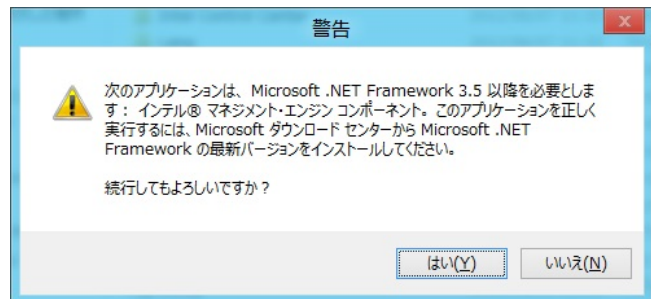 警告
次のアプリケーションは、Microsoft .NET Framework 3.5 以降を必要としま
す： インテル® マネジメント・エンジン コンポーネント。このアプリケーションを正しく
実行するには、Microsoft ダウンロード センターから Microsoft .NET
Framework の最新バージョンをインストールしてください。
続行してもよろしいですか？
はい(Y)
いいえ(N)